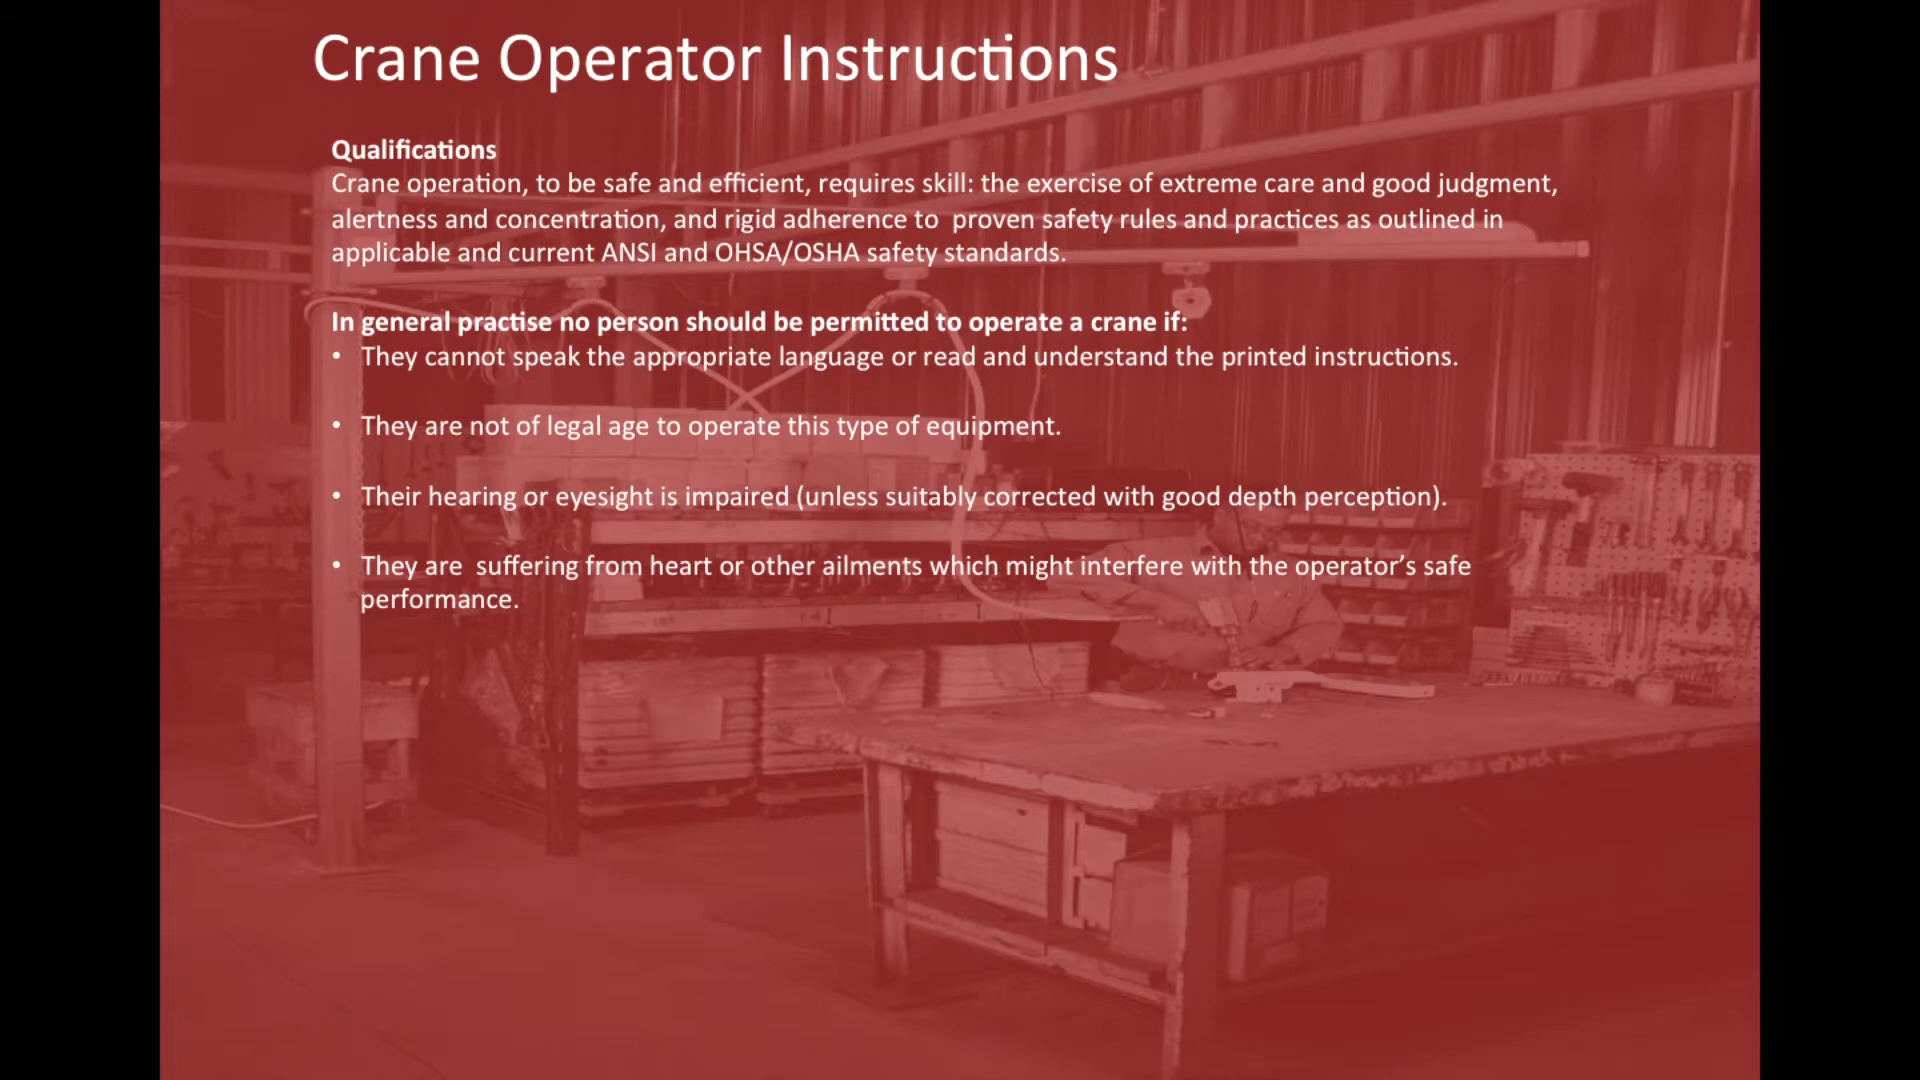 Crane Operator Instructions
Qualifications
Crane operation, to be safe and efficient, requires skill: the exercise of extreme care and good judgment,
alertness and concentration, and rigid adherence to  proven safety rules and practices as outlined in
applicable and current ANSI and OHSA/OSHA safety standards.
In general practise no person should be permitted to operate a crane if:
• They cannot speak the appropriate language or read and understand the printed instructions.
• They are not of legal age to operate this type of equipment.
• Their hearing or eyesight is impaired (unless suitably corrected with good depth perception).
• They are  suffering from heart or other ailments which might interfere with the operator’s safe
performance.